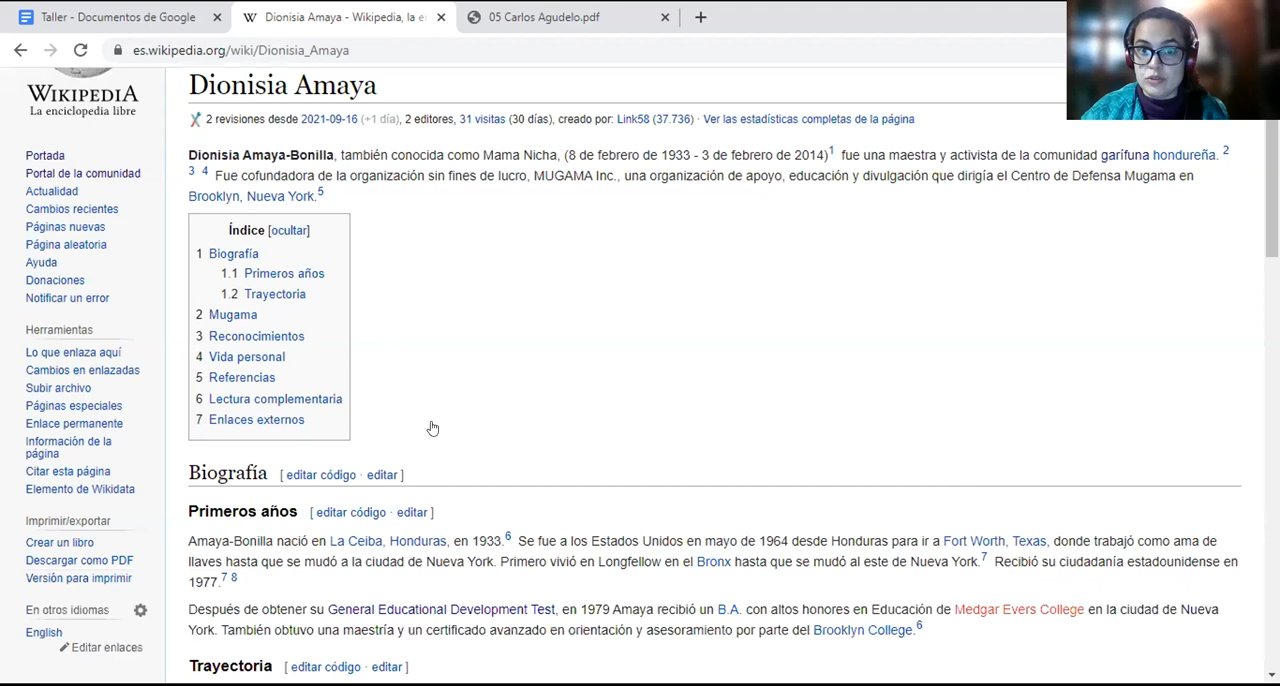 Taller - Documentos de Google
Dionisia Amaya - Wikipedia, la e
05 Carlos Agudelo.pdf
es.wikipedia.org/wiki/Dionisia_Amaya
WIKIPEDIA
La enciclopedia libre
Portada
Portal de la comunidad
Actualidad
Cambios recientes
Páginas nuevas
Página aleatoria
Ayuda
Donaciones
Notificar un error
Herramientas
Lo que enlaza aquí
Cambios en enlazadas
Subir archivo
Páginas especiales
Enlace permanente
Información de la
página
Citar esta página
Elemento de Wikidata
Imprimir/exportar
Crear un libro
Descargar como PDF
Versión para imprimir
En otros idiomas
English
Editar enlaces
Dionisia Amaya
2 revisiones desde 2021-09-16 (+1 día), 2 editores, 31 visitas (30 días), creado por: Link58 (37.736) · Ver las estadísticas completas de la página
Dionisia Amaya-Bonilla, también conocida como Mama Nicha, (8 de febrero de 1933 - 3 de febrero de 2014)1 fue una maestra y activista de la comunidad garífuna hondureña. 2
3 4 Fue cofundadora de la organización sin fines de lucro, MUGAMA Inc., una organización de apoyo, educación y divulgación que dirigía el Centro de Defensa Mugama en
Brooklyn, Nueva York.5
Índice [ocultar]
1 Biografía
1.1 Primeros años
1.2 Trayectoria
2 Mugama
3 Reconocimientos
4 Vida personal
5 Referencias
6 Lectura complementaria
7 Enlaces externos
Biografía [ editar código · editar ]
Primeros años [ editar código · editar ]
Amaya-Bonilla nació en La Ceiba, Honduras, en 1933.6 Se fue a los Estados Unidos en mayo de 1964 desde Honduras para ir a Fort Worth, Texas, donde trabajó como ama de
llaves hasta que se mudó a la ciudad de Nueva York. Primero vivió en Longfellow en el Bronx hasta que se mudó al este de Nueva York.7 Recibió su ciudadanía estadounidense en
1977.7 8
Después de obtener su General Educational Development Test, en 1979 Amaya recibió un B.A. con altos honores en Educación de Medgar Evers College en la ciudad de Nueva
York. También obtuvo una maestría y un certificado avanzado en orientación y asesoramiento por parte del Brooklyn College.6
Trayectoria [ editar código · editar ]